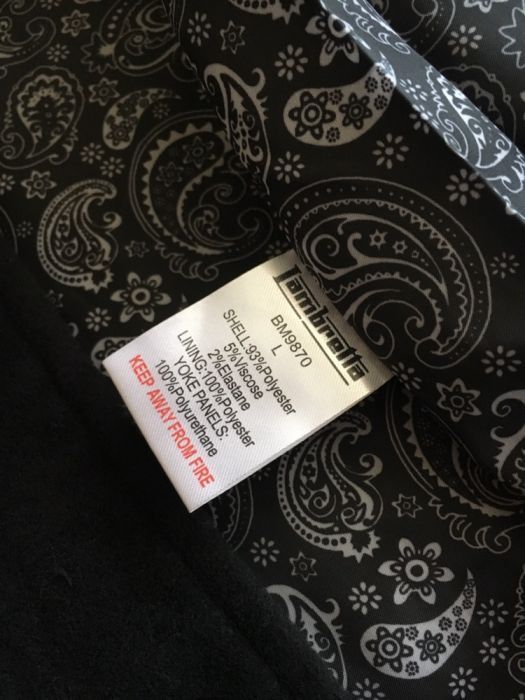 Lambretta
BM9870
L
SHELL:93%Polyester
5%Viscose
2%Elastane
LINING:100%Polyester
YOKE PANELS:
100%Polyurethane
KEEP AWAY FROM FIRE